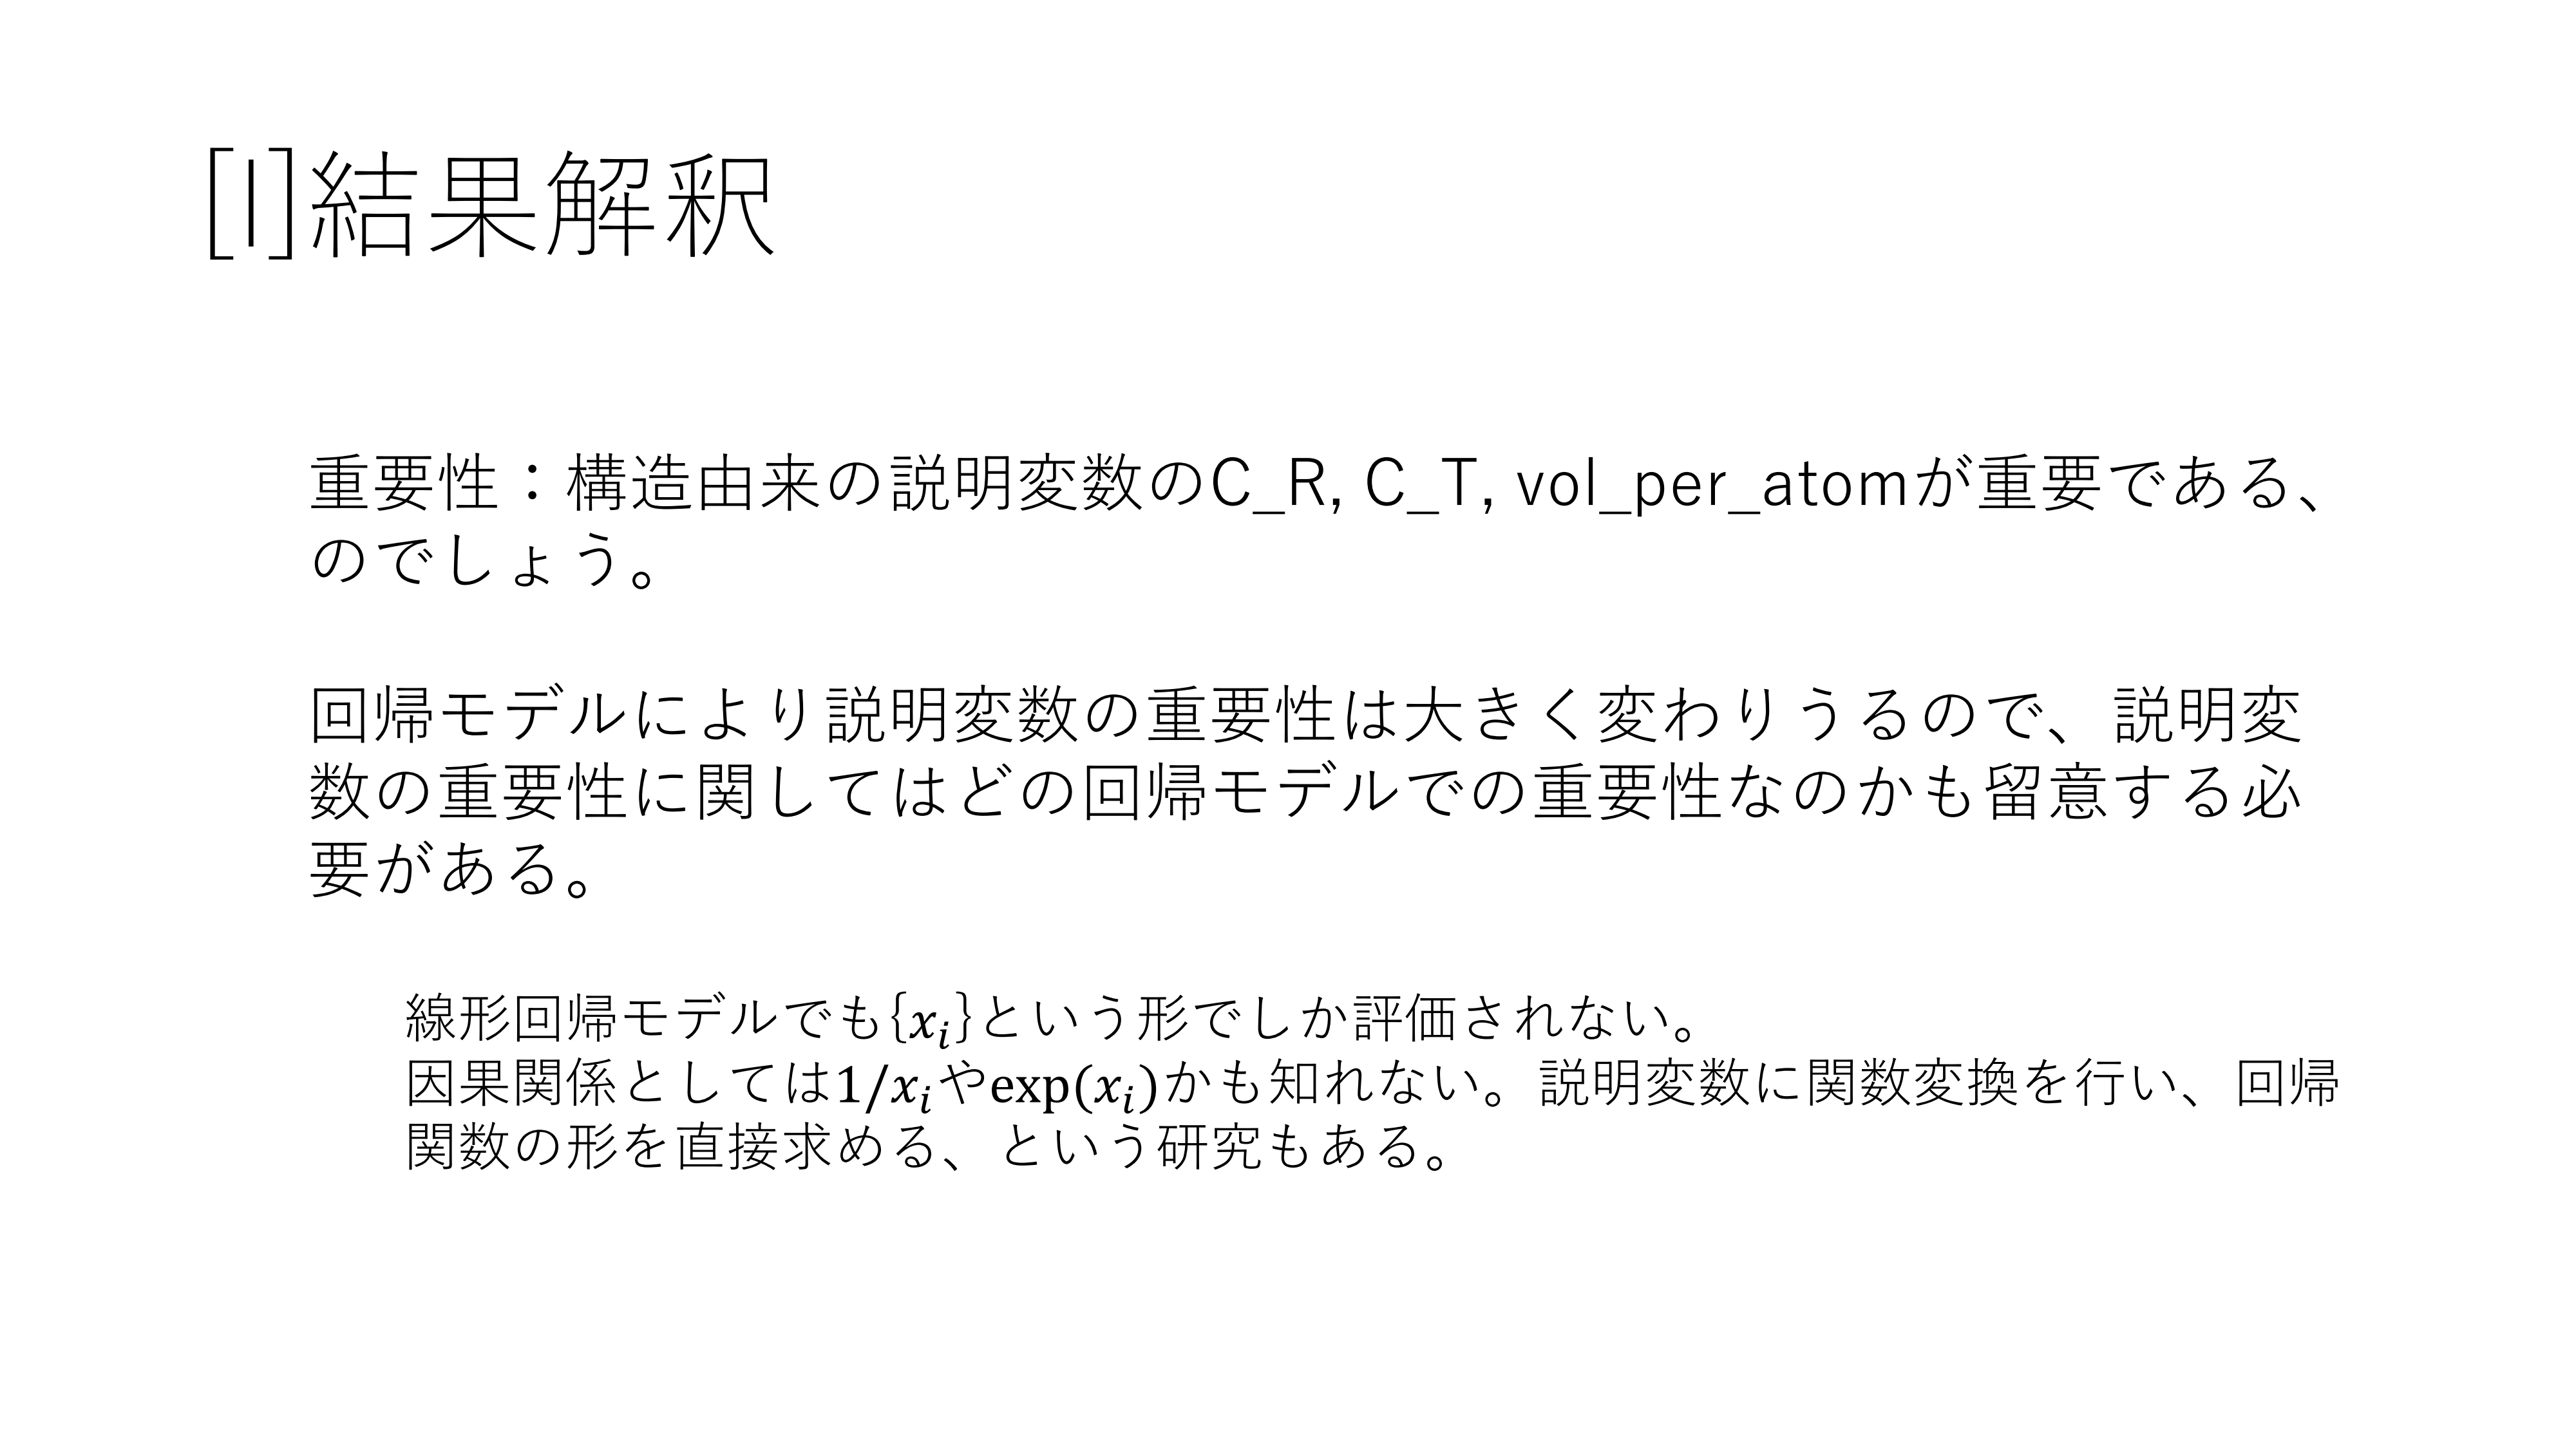 [I]結果解釈
重要性：構造由来の説明変数のC_R, C_T, vol_per_atomが重要である、
のでしょう。
回帰モデルにより説明変数の重要性は大きく変わりうるので、説明変
数の重要性に関してはどの回帰モデルでの重要性なのかも留意する必
要がある。
線形回帰モデルでも{xᵢ}という形でしか評価されない。
因果関係としては1/xᵢやexp(xᵢ)かも知れない。説明変数に関数変換を行い、回帰
関数の形を直接求める、という研究もある。